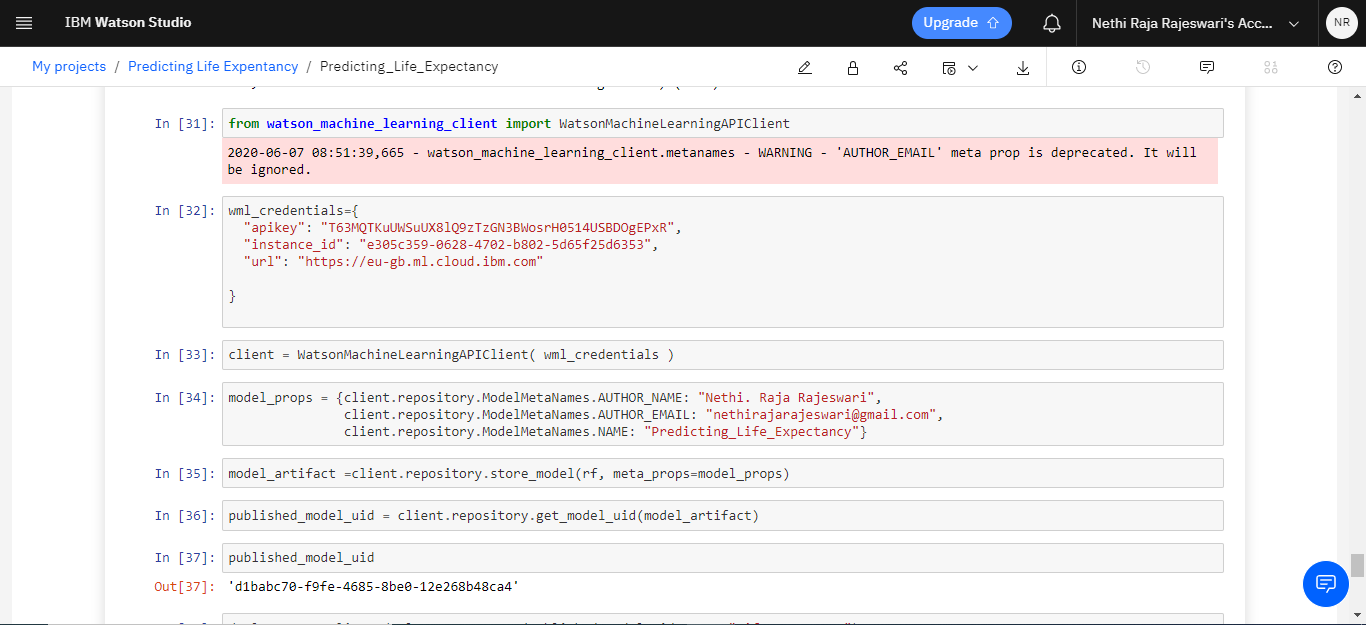 IBM Watson Studio
Upgrade
Nethi Raja Rajeswari's Acc...
NR
My projects / Predicting Life Expentancy / Predicting_Life_Expectancy
In [31]: from watson_machine_learning_client import WatsonMachineLearningAPIClient
2020-06-07 08:51:39,665 - watson_machine_learning_client.metanames - WARNING - 'AUTHOR_EMAIL' meta prop is deprecated. It will
be ignored.
In [32]: wml_credentials={
"apikey": "T63MQTKuUWSuUX8lQ9zTzGN3BWosrH0514USBDOgEPxR",
"instance_id": "e305c359-0628-4702-b802-5d65f25d6353",
"url": "https://eu-gb.ml.cloud.ibm.com"
}
In [33]: client = WatsonMachineLearningAPIClient( wml_credentials )
In [34]: model_props = {client.repository.ModelMetaNames.AUTHOR_NAME: "Nethi. Raja Rajeswari",
client.repository.ModelMetaNames.AUTHOR_EMAIL: "nethirajarajeswari@gmail.com",
client.repository.ModelMetaNames.NAME: "Predicting_Life_Expectancy"}
In [35]: model_artifact =client.repository.store_model(rf, meta_props=model_props)
In [36]: published_model_uid = client.repository.get_model_uid(model_artifact)
In [37]: published_model_uid
Out[37]: 'd1babc70-f9fe-4685-8be0-12e268b48ca4'